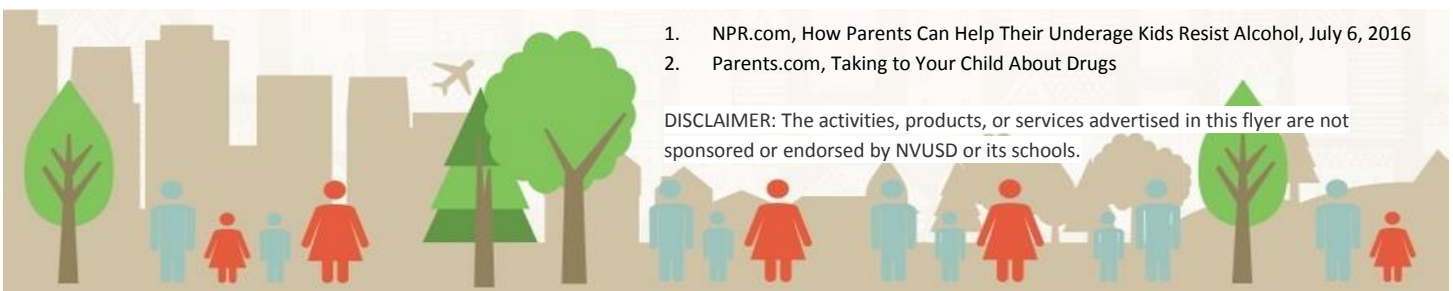 1. NPR.com, How Parents Can Help Their Underage Kids Resist Alcohol, July 6, 2016
2. Parents.com, Taking to Your Child About Drugs
DISCLAIMER: The activities, products, or services advertised in this flyer are not
sponsored or endorsed by NVUSD or its schools.